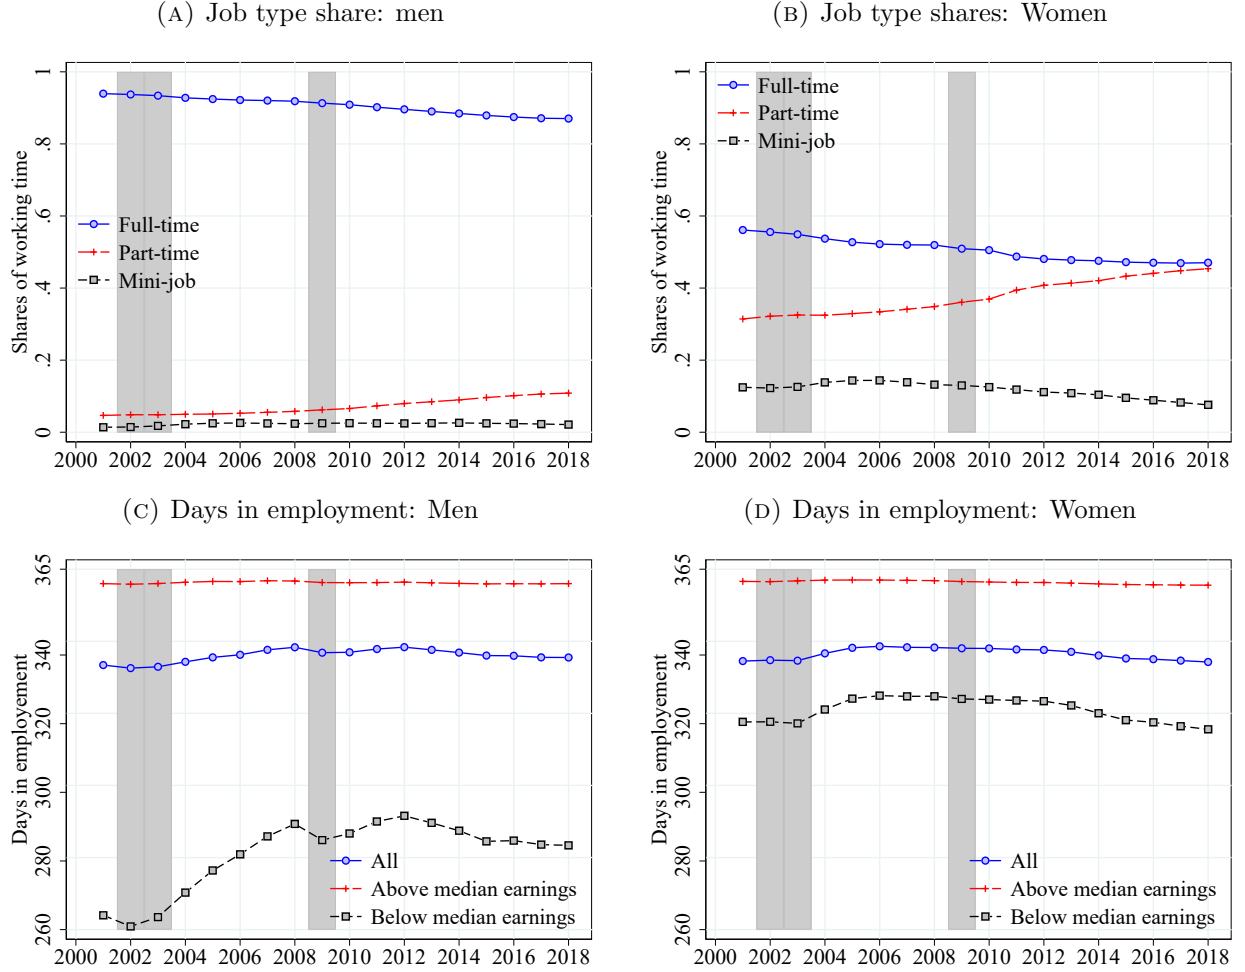 (A) Job type share: men
1
.8
.6
.4
.2
0
Shares of working time
Full-time
Part-time
Mini-job
2000 2002 2004 2006 2008 2010 2012 2014 2016 2018
(B) Job type shares: Women
1
.8
.6
.4
.2
0
Shares of working time
Full-time
Part-time
Mini-job
2000 2002 2004 2006 2008 2010 2012 2014 2016 2018
(C) Days in employment: Men
365
340
320
300
280
260
Days in employement
All
Above median earnings
Below median earnings
2000 2002 2004 2006 2008 2010 2012 2014 2016 2018
(D) Days in employment: Women
365
340
320
300
280
260
Days in employement
All
Above median earnings
Below median earnings
2000 2002 2004 2006 2008 2010 2012 2014 2016 2018